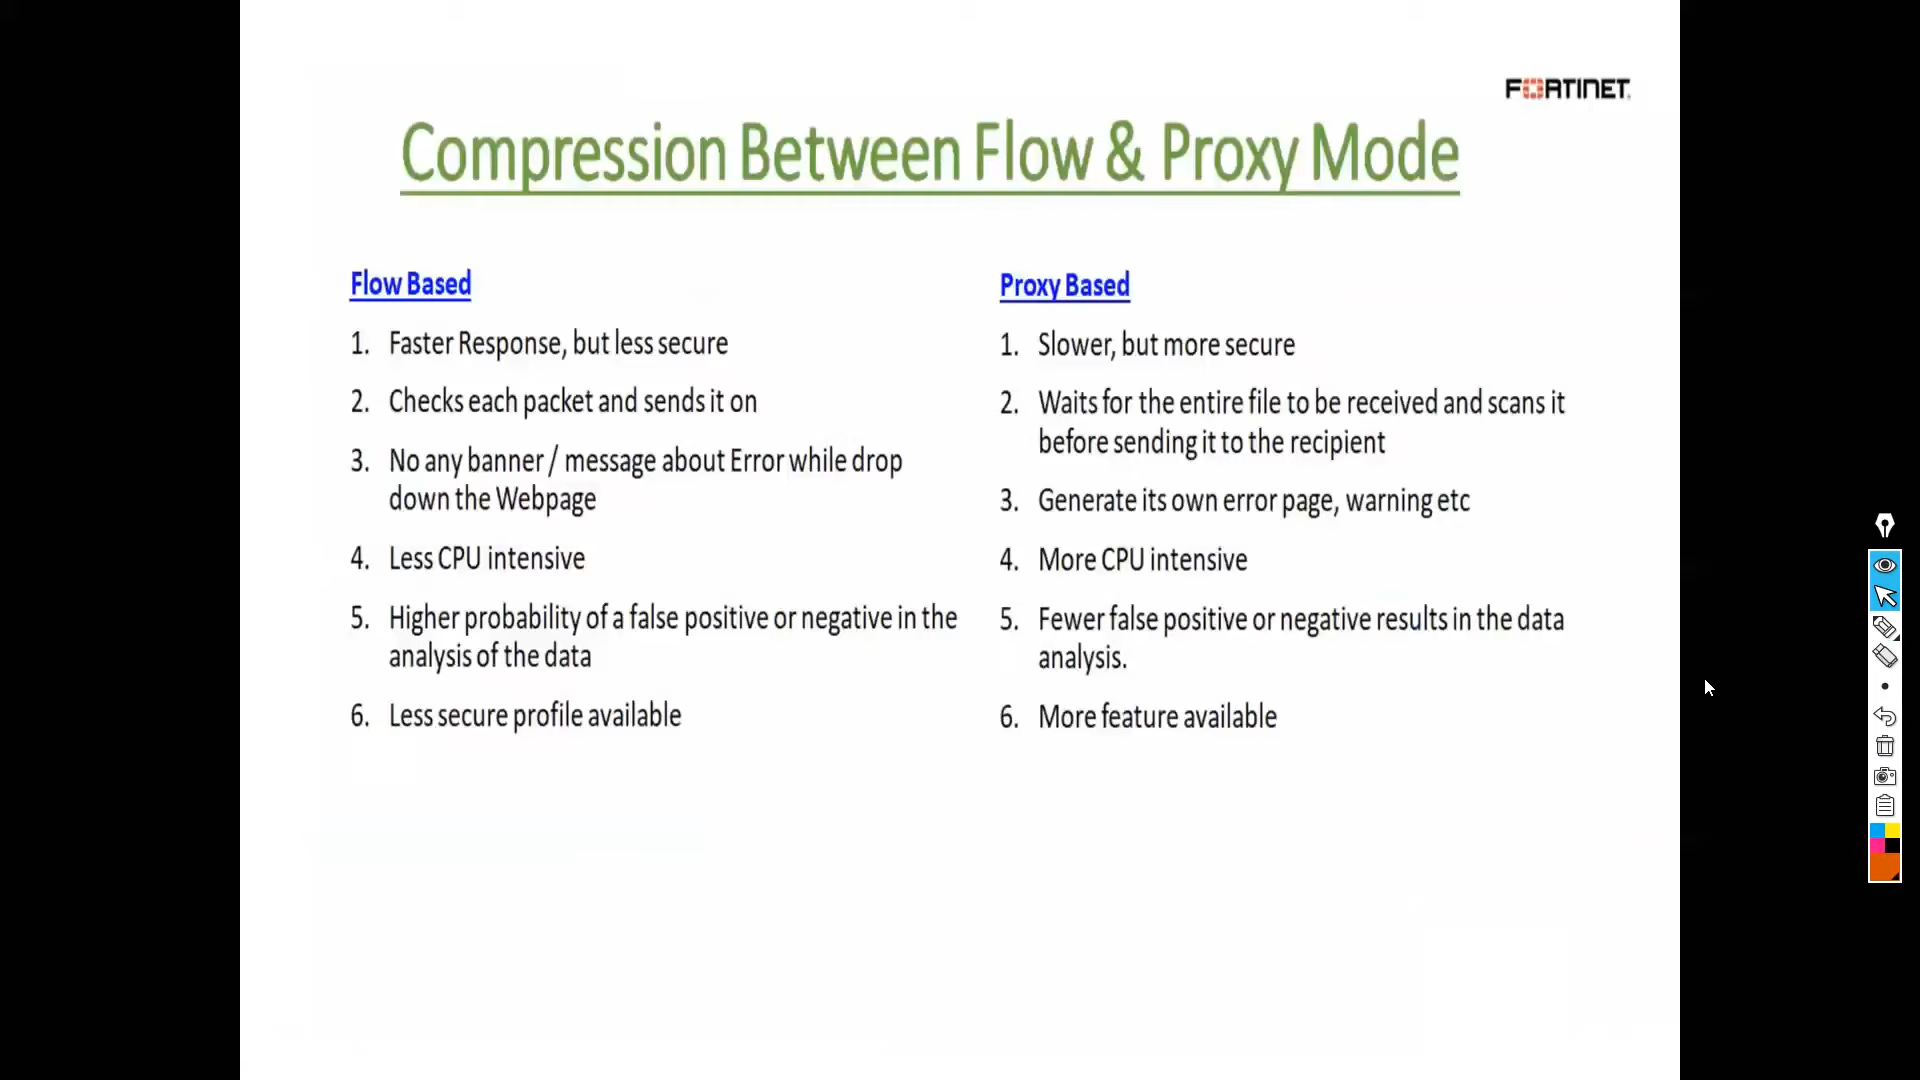 FORTINET
Compression Between Flow & Proxy Mode
Flow Based
1. Faster Response, but less secure
2. Checks each packet and sends it on
3. No any banner / message about Error while drop
down the Webpage
4. Less CPU intensive
5. Higher probability of a false positive or negative in the
analysis of the data
6. Less secure profile available
Proxy Based
1. Slower, but more secure
2. Waits for the entire file to be received and scans it
before sending it to the recipient
3. Generate its own error page, warning etc
4. More CPU intensive
5. Fewer false positive or negative results in the data
analysis.
6. More feature available